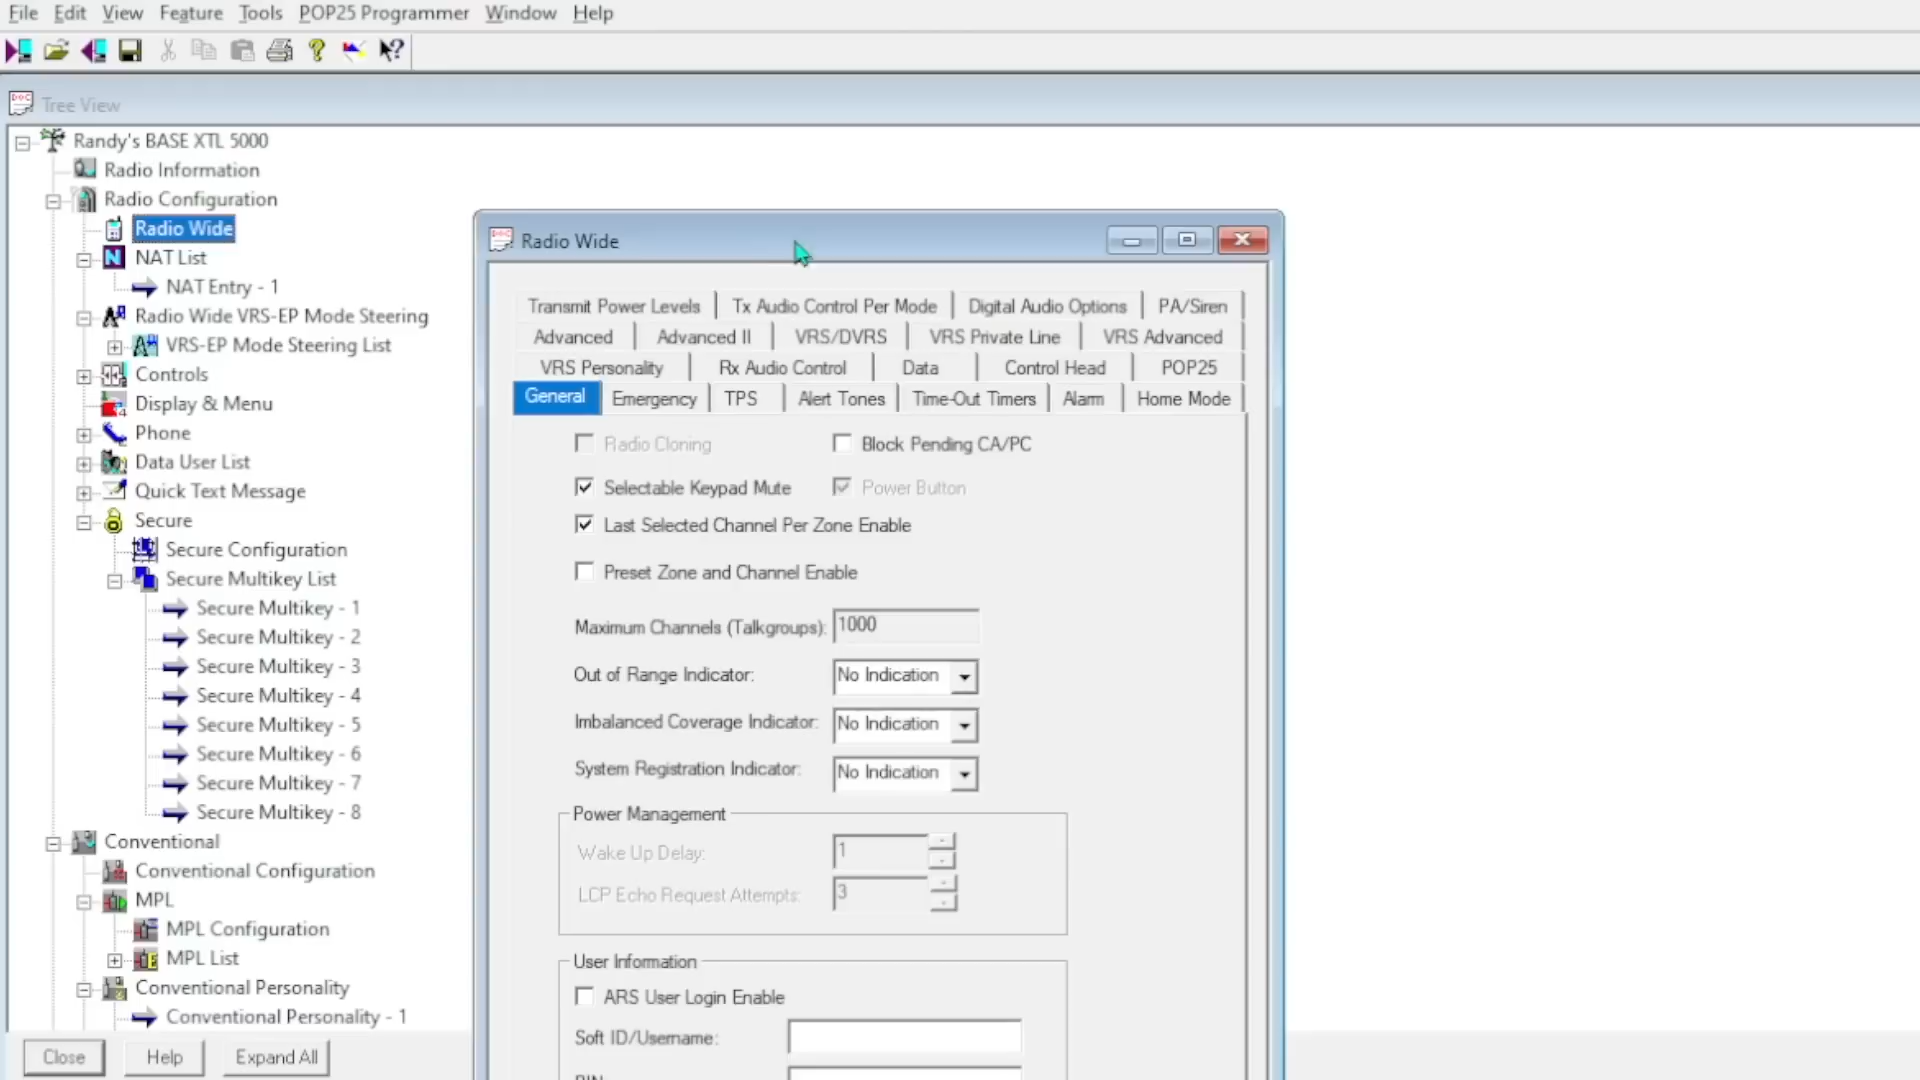 File Edit View Feature Tools POP25 Programmer Window Help
Tree View
Randy's BASE XTL 5000
Radio Information
Radio Configuration
Radio Wide
NAT List
NAT Entry - 1
Radio Wide VRS-EP Mode Steering
VRS-EP Mode Steering List
Controls
Display & Menu
Phone
Data User List
Quick Text Message
Secure
Secure Configuration
Secure Multikey List
Secure Multikey - 1
Secure Multikey - 2
Secure Multikey - 3
Secure Multikey - 4
Secure Multikey - 5
Secure Multikey - 6
Secure Multikey - 7
Secure Multikey - 8
Conventional
Conventional Configuration
MPL
MPL Configuration
MPL List
Conventional Personality
Conventional Personality - 1
Close Help Expand All
Radio Wide
Transmit Power Levels Tx Audio Control Per Mode Digital Audio Options PA/Siren
Advanced Advanced II VRS/DVRS VRS Private Line VRS Advanced
VRS Personality Rx Audio Control Data Control Head POP25
General Emergency TPS Alert Tones Time-Out Timers Alarm Home Mode
Radio Cloning Block Pending CA/PC
Selectable Keypad Mute Power Button
Last Selected Channel Per Zone Enable
Preset Zone and Channel Enable
Maximum Channels (Talkgroups): 1000
Out of Range Indicator: No Indication
Imbalanced Coverage Indicator: No Indication
System Registration Indicator: No Indication
Power Management
Wake Up Delay: 1
LCP Echo Request Attempts: 3
User Information
ARS User Login Enable
Soft ID/Username: